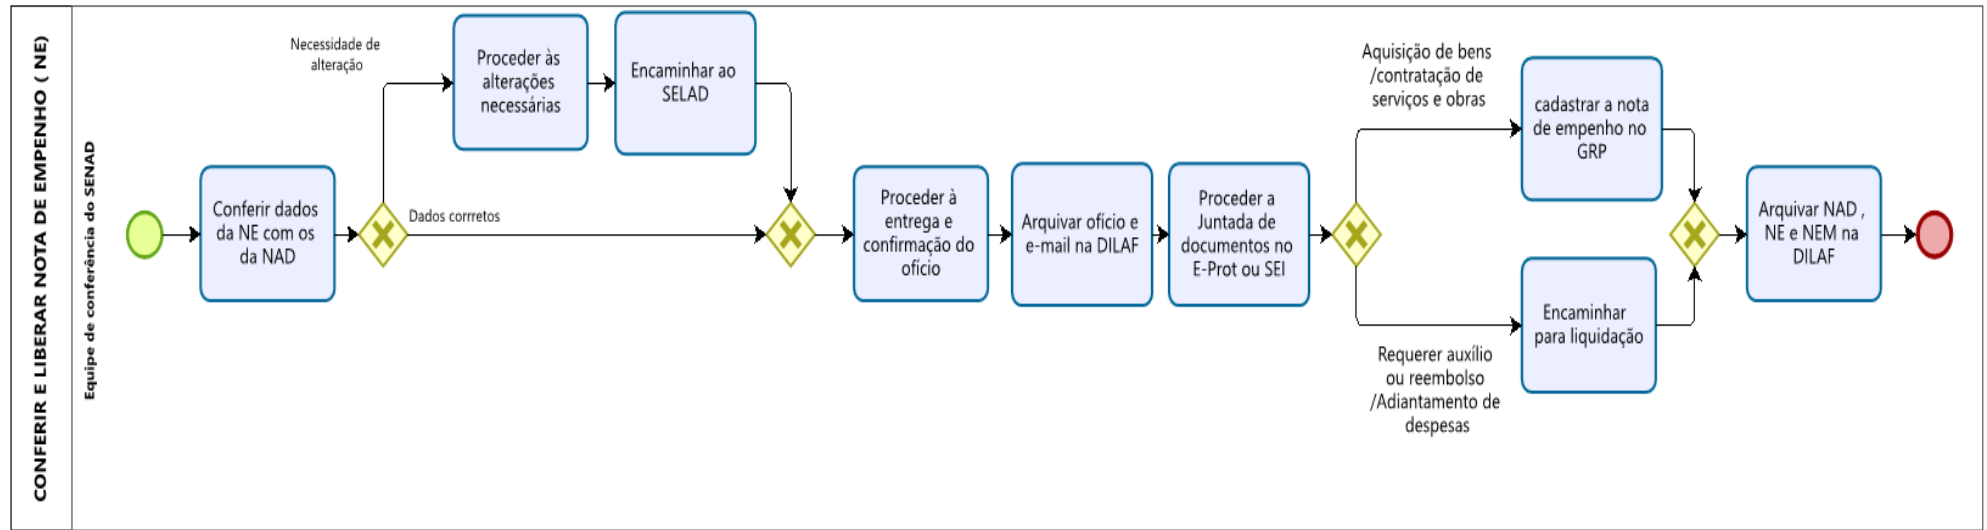 CONFERIR E LIBERAR NOTA DE EMPENHO ( NE)
Equipe de conferência do SENAD
Conferir dados
da NE com os
da NAD
Necessidade de
alteração
Proceder às
alterações
necessárias
Encaminhar ao
SELAD
Dados corrretos
Proceder à
entrega e
confirmação do
ofício
Arquivar ofício e
e-mail na DILAF
Proceder a
Juntada de
documentos no
E-Prot ou SEI
Aquisição de bens
/contratação de
serviços e obras
cadastrar a nota
de empenho no
GRP
Requerer auxílio
ou reembolso
/Adiantamento de
despesas
Encaminhar
para liquidação
Arquivar NAD ,
NE e NEM na
DILAF